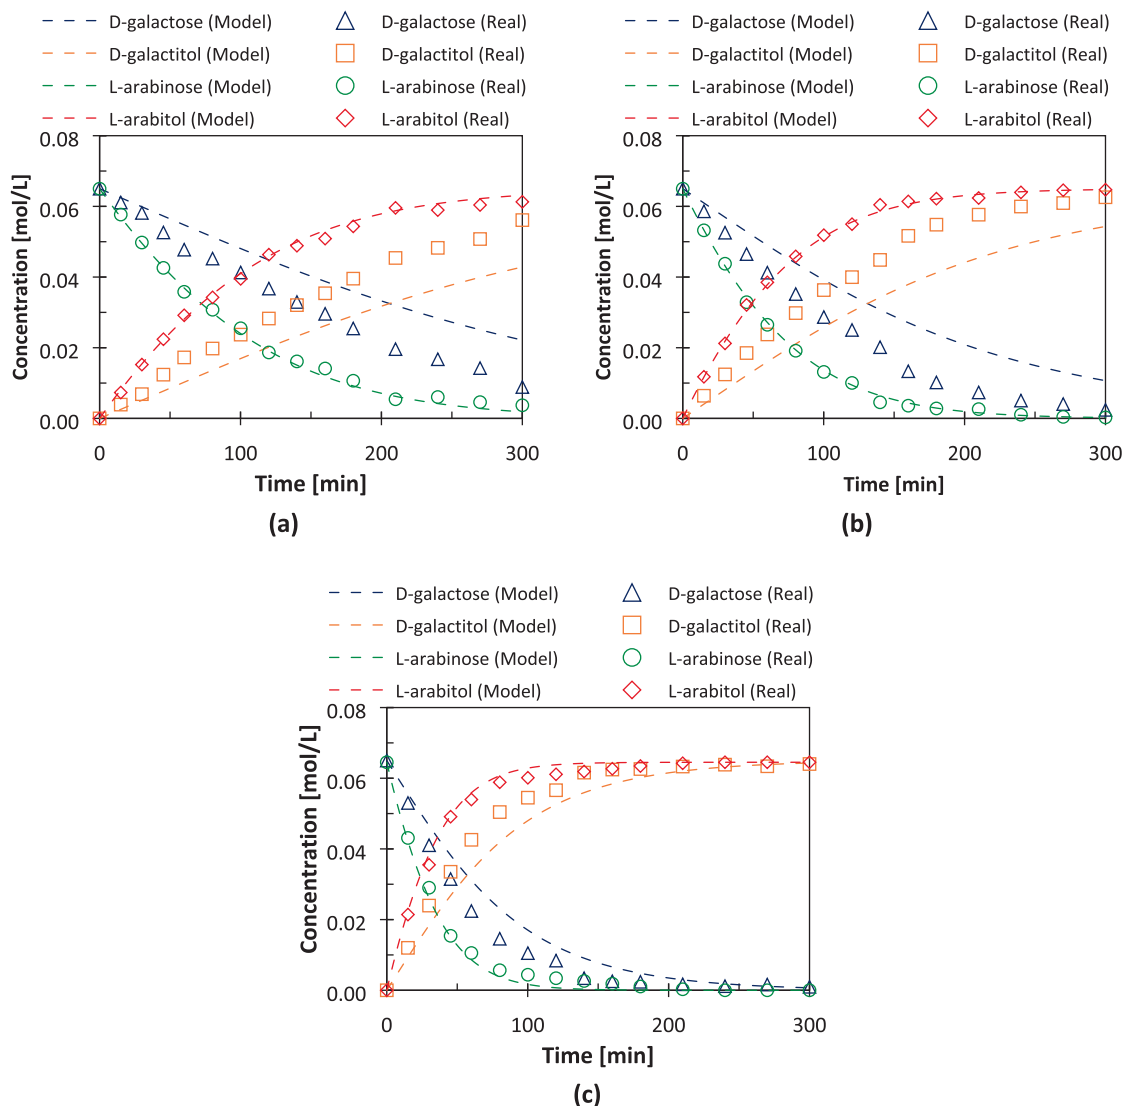 D-galactose (Model) D-galactose (Real)
D-galactitol (Model) D-galactitol (Real)
L-arabinose (Model) L-arabinose (Real)
L-arabitol (Model) L-arabitol (Real)
0.08
0.06
0.04
0.02
0.00
Concentration [mol/L]
0 100 200 300
Time [min]
(a)
D-galactose (Model) D-galactose (Real)
D-galactitol (Model) D-galactitol (Real)
L-arabinose (Model) L-arabinose (Real)
L-arabitol (Model) L-arabitol (Real)
0.08
0.06
0.04
0.02
0.00
Concentration [mol/L]
0 100 200 300
Time [min]
(b)
D-galactose (Model) D-galactose (Real)
D-galactitol (Model) D-galactitol (Real)
L-arabinose (Model) L-arabinose (Real)
L-arabitol (Model) L-arabitol (Real)
0.08
0.06
0.04
0.02
0.00
Concentration [mol/L]
0 100 200 300
Time [min]
(c)